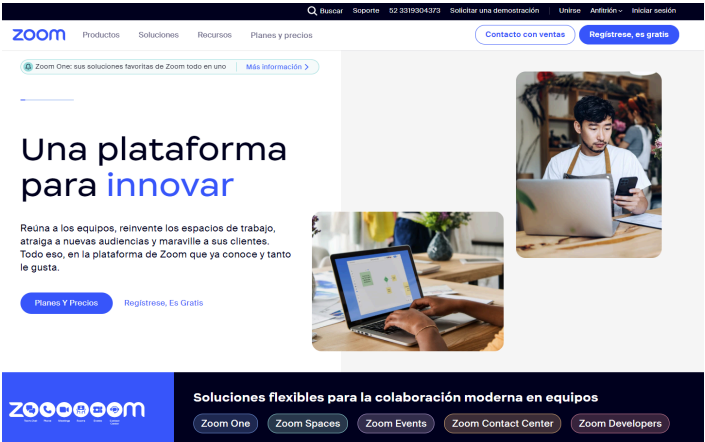 Buscar Soporte 52 3319304373 Solicitar una demostración Unirse Anfitrión Iniciar sesión
zoom Productos Soluciones Recursos Planes y precios Contacto con ventas Regístrese, es gratis
Zoom One: sus soluciones favoritas de Zoom todo en uno Más información
Una plataforma
para innovar
Reúna a los equipos, reinvente los espacios de trabajo,
atraiga a nuevas audiencias y maraville a sus clientes.
Todo eso, en la plataforma de Zoom que ya conoce y tanto
le gusta.
Planes Y Precios Regístrese, Es Gratis
Soluciones flexibles para la colaboración moderna en equipos
zoooooom
Zoom One Zoom Spaces Zoom Events Zoom Contact Center Zoom Developers